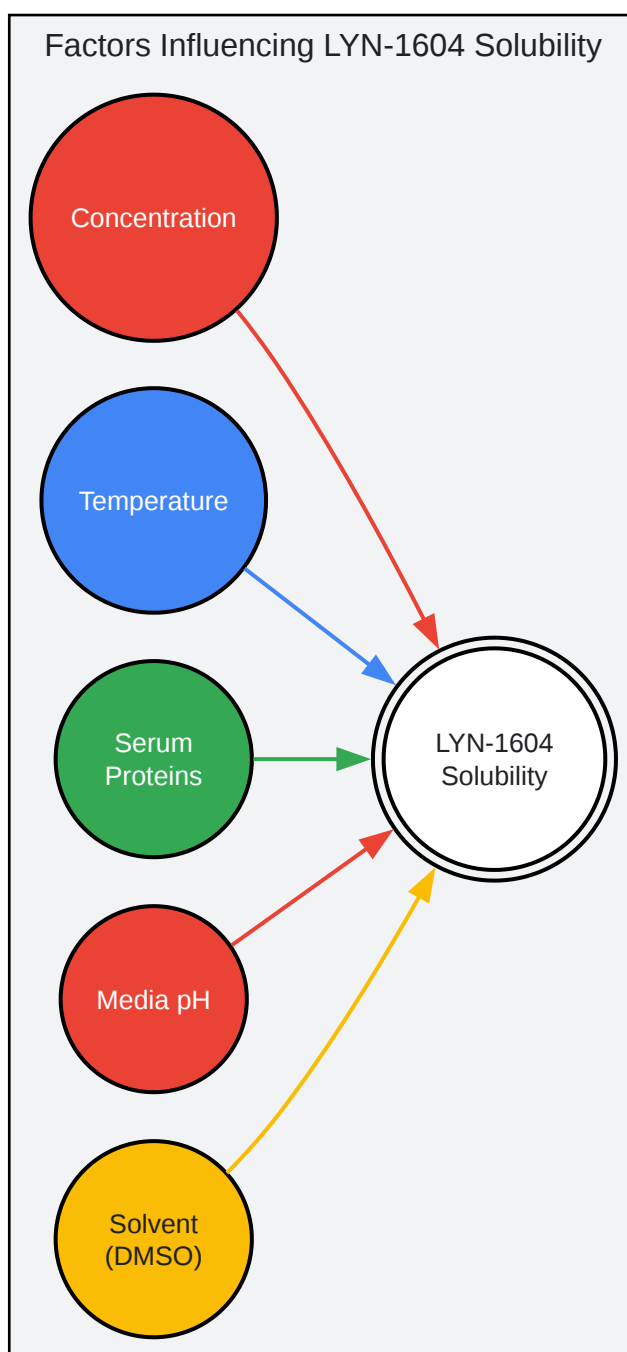 Factors Influencing LYN-1604 Solubility
Concentration
Temperature
Serum
Proteins
LYN-1604
Solubility
Media pH
Solvent
(DMSO)